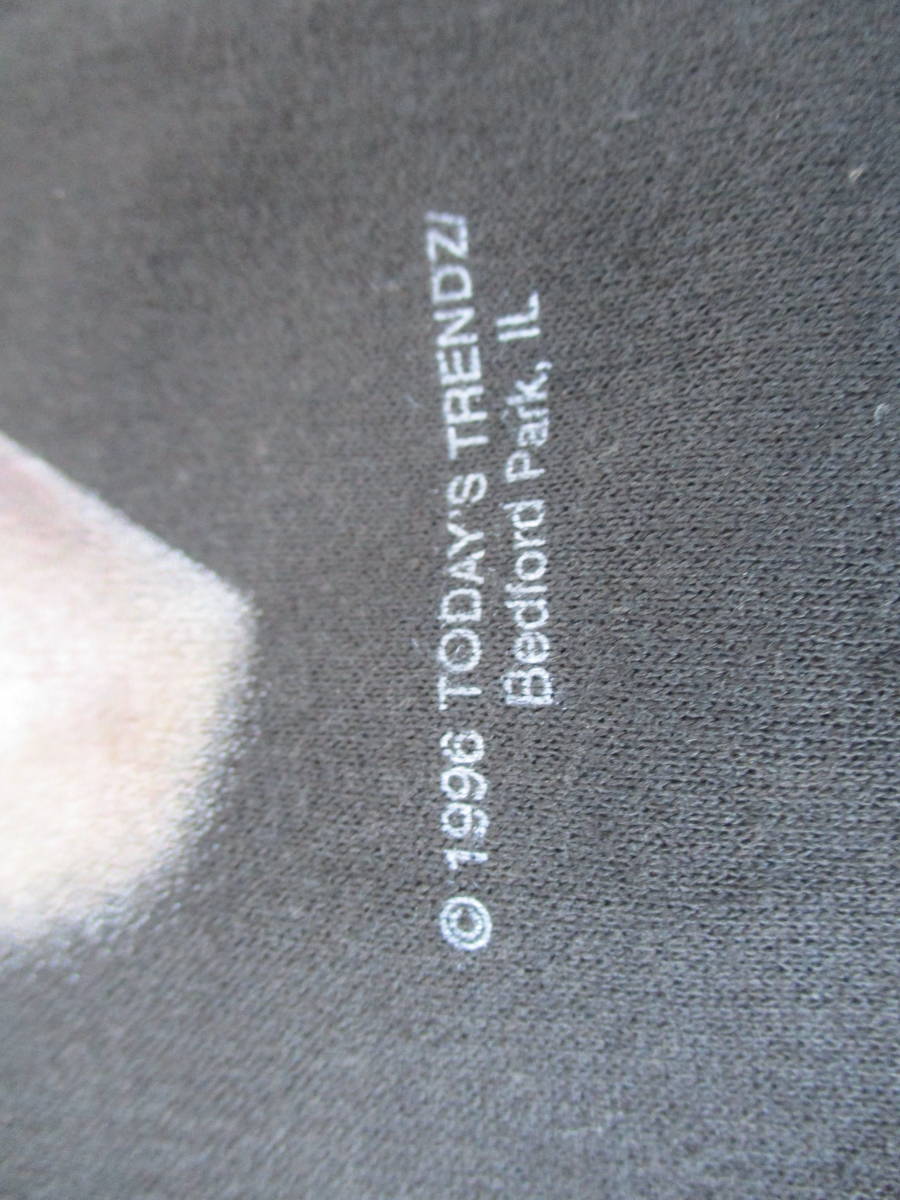 © 1996 TODAY'S TRENDZ!
Bedford Park, IL